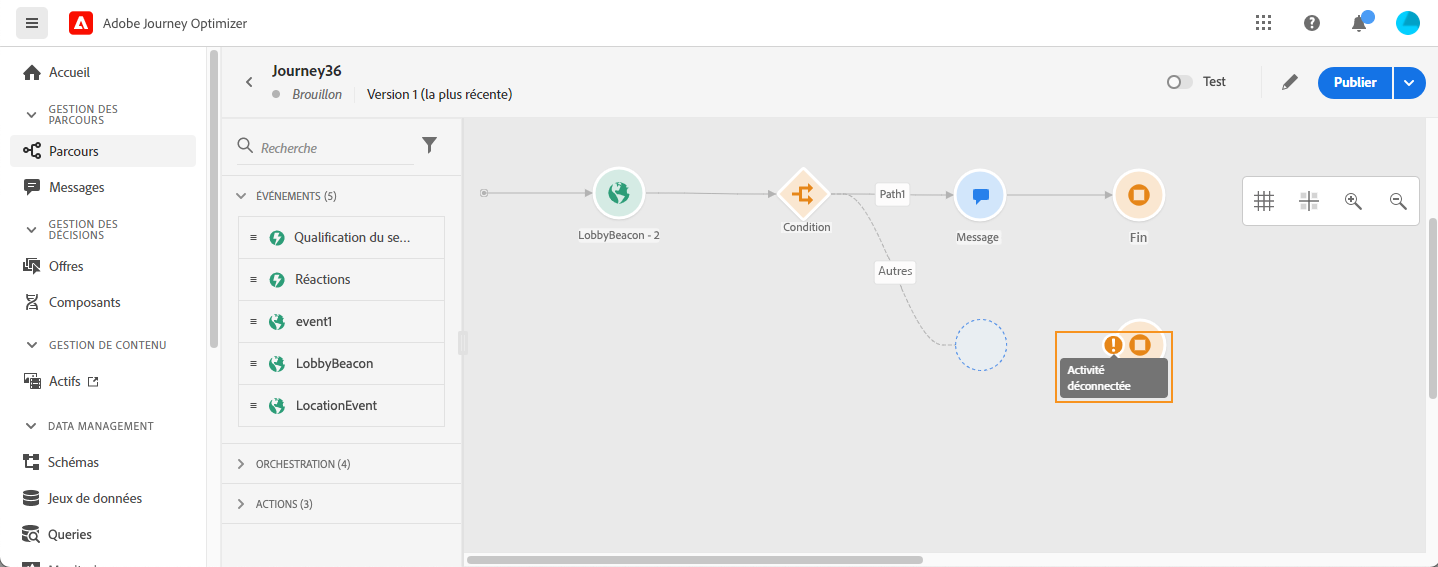 Adobe Journey Optimizer
Accueil
GESTION DES
PARCOURS
Parcours
Messages
GESTION DES
DÉCISIONS
Offres
Composants
GESTION DE CONTENU
Actifs
DATA MANAGEMENT
Schémas
Jeux de données
Queries
Journey36
Brouillon
Version 1 (la plus récente)
Test
Publier
Recherche
ÉVÉNEMENTS (5)
Qualification du se...
Réactions
event1
LobbyBeacon
LocationEvent
ORCHESTRATION (4)
ACTIONS (3)
LobbyBeacon - 2
Condition
Path1
Message
Fin
Autres
Activité
déconnectée